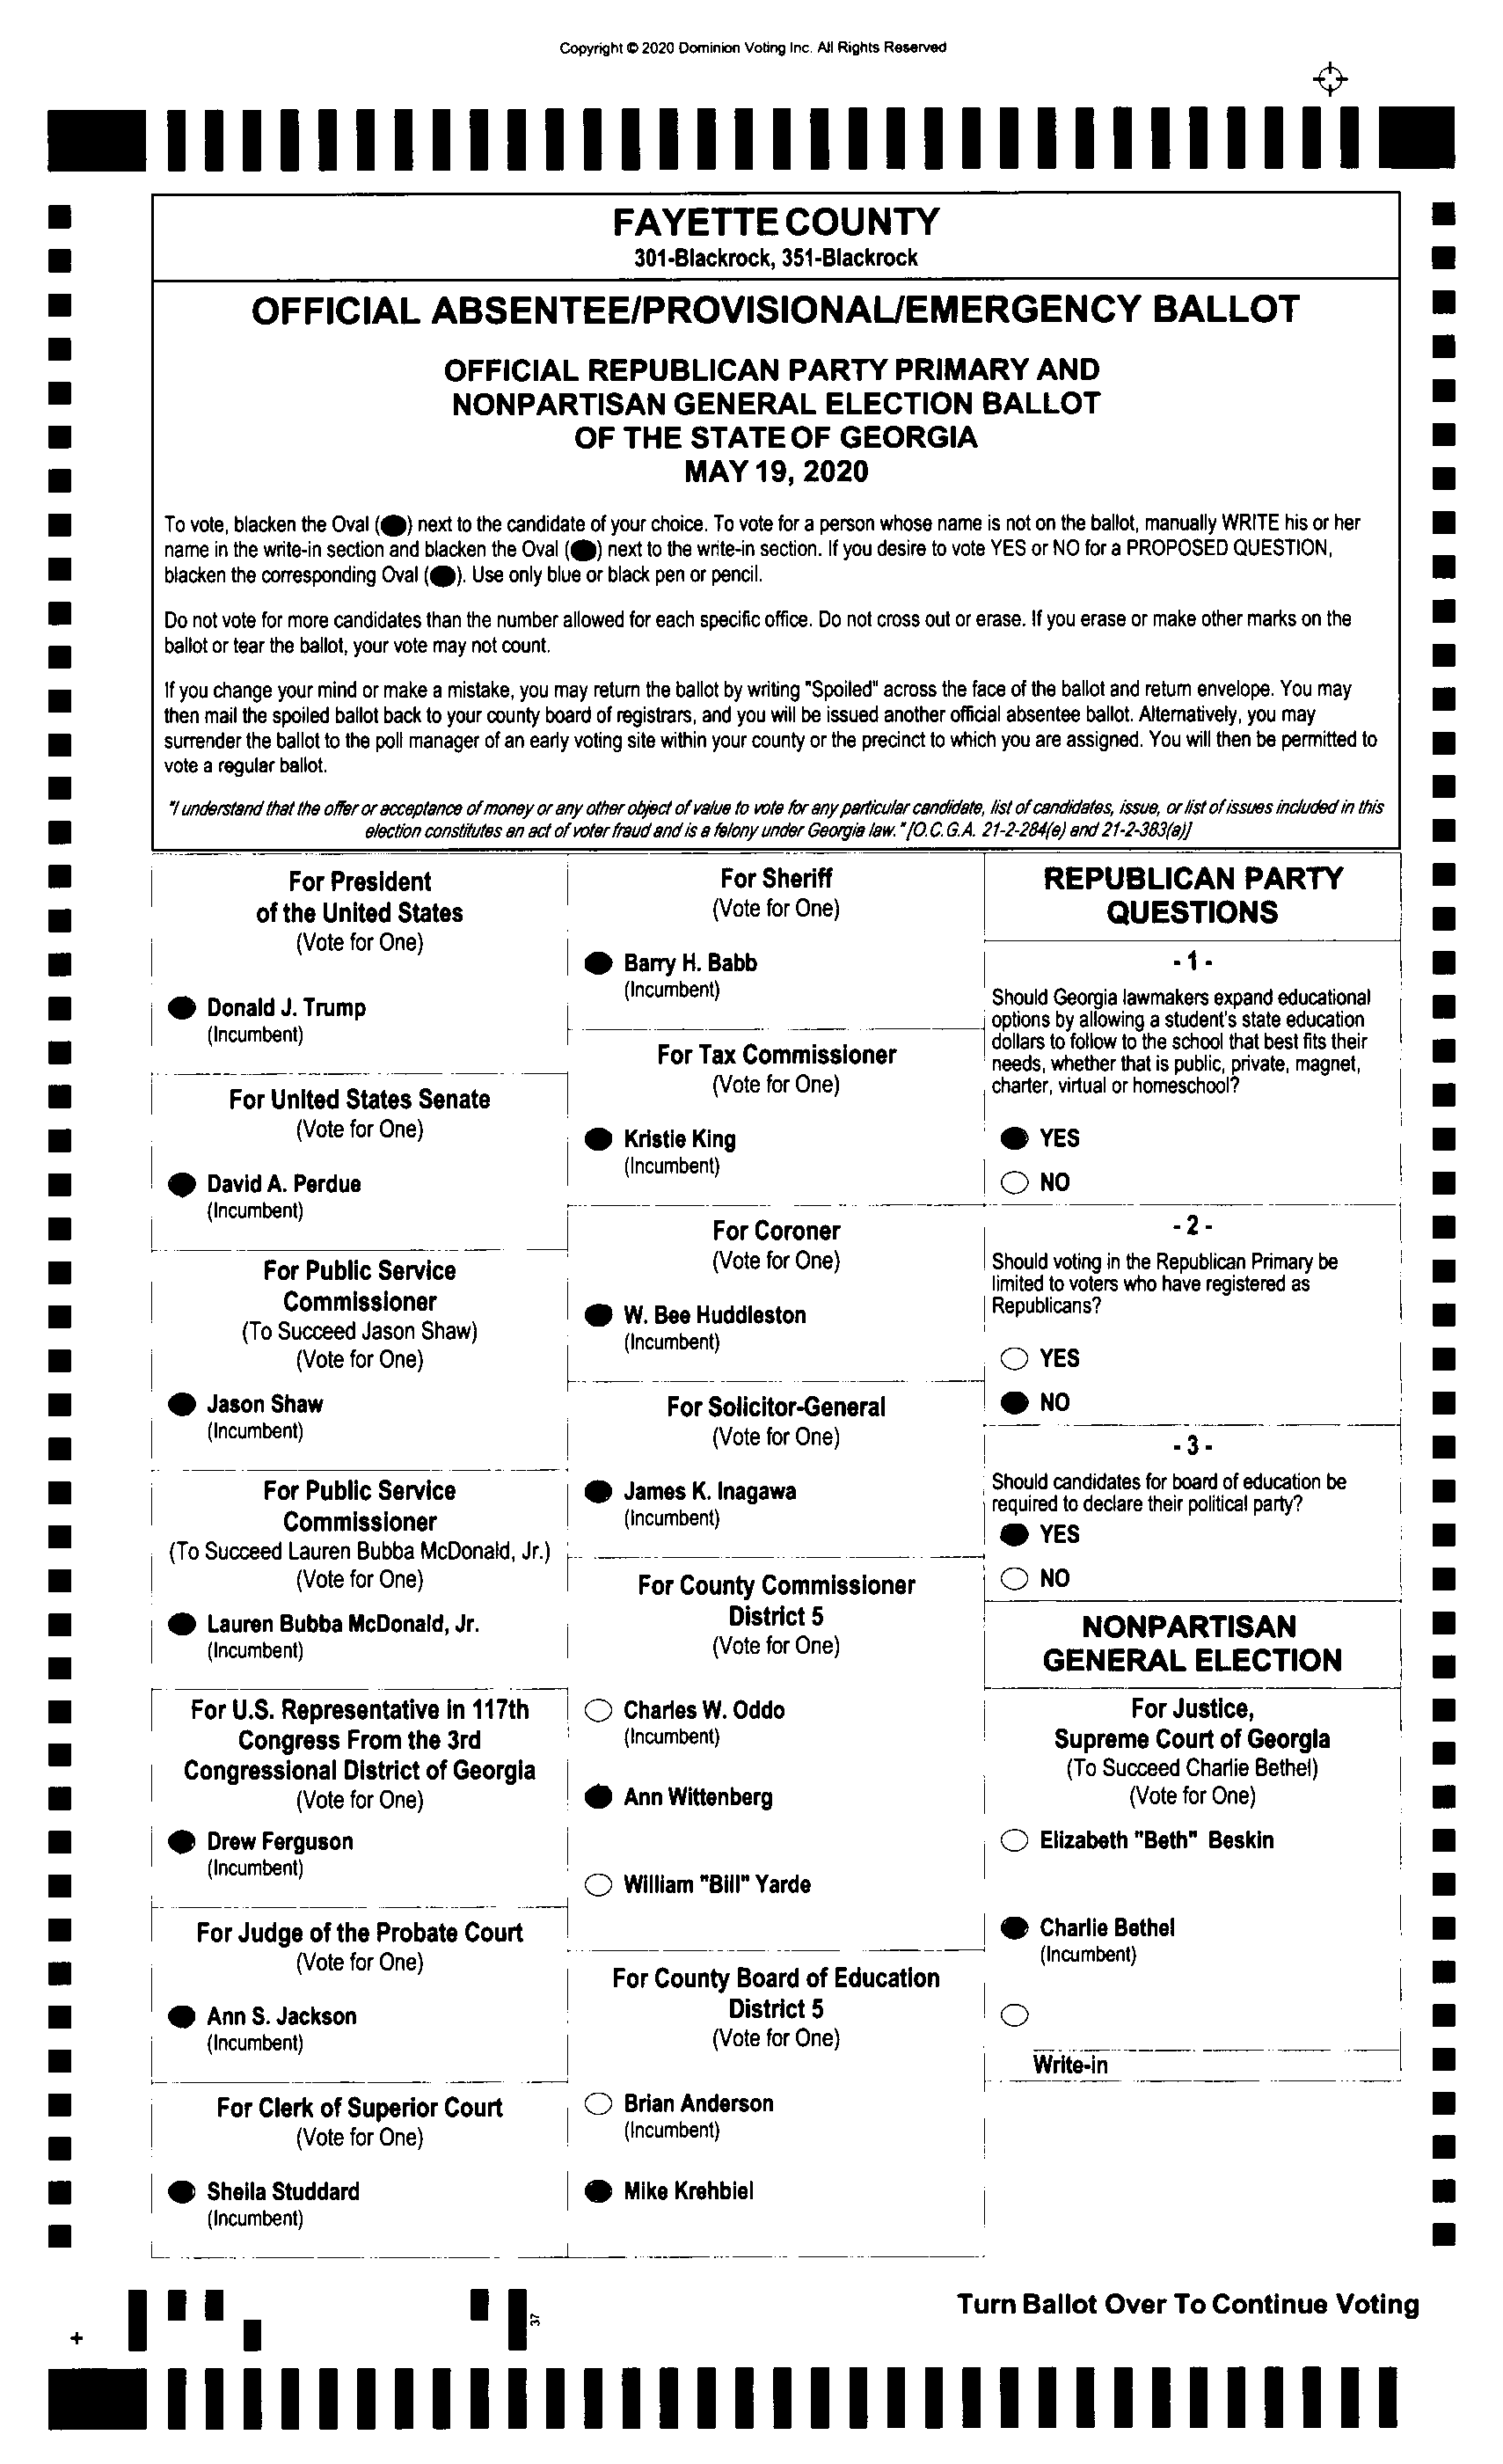 Copyright © 2020 Dominion Voting Inc. All Rights Reserved
FAYETTE COUNTY
301-Blackrock, 351-Blackrock
OFFICIAL ABSENTEE/PROVISIONAL/EMERGENCY BALLOT
OFFICIAL REPUBLICAN PARTY PRIMARY AND
NONPARTISAN GENERAL ELECTION BALLOT
OF THE STATE OF GEORGIA
MAY 19, 2020
To vote, blacken the Oval ( ) next to the candidate of your choice. To vote for a person whose name is not on the ballot, manually WRITE his or her
name in the write-in section and blacken the Oval ( ) next to the write-in section. If you desire to vote YES or NO for a PROPOSED QUESTION,
blacken the corresponding Oval ( ). Use only blue or black pen or pencil.
Do not vote for more candidates than the number allowed for each specific office. Do not cross out or erase. If you erase or make other marks on the
ballot or tear the ballot, your vote may not count.
If you change your mind or make a mistake, you may return the ballot by writing "Spoiled" across the face of the ballot and return envelope. You may
then mail the spoiled ballot back to your county board of registrars, and you will be issued another official absentee ballot. Alternatively, you may
surrender the ballot to the poll manager of an early voting site within your county or the precinct to which you are assigned. You will then be permitted to
vote a regular ballot.
"I understand that the offer or acceptance of money or any other object of value to vote for any particular candidate, list of candidates, issue, or list of issues included in this
election constitutes an act of voter fraud and is a felony under Georgia law." [O.C.G.A. 21-2-284(e) and 21-2-383(a)]
For President
of the United States
(Vote for One)
Donald J. Trump
(Incumbent)
For United States Senate
(Vote for One)
David A. Perdue
(Incumbent)
For Public Service
Commissioner
(To Succeed Jason Shaw)
(Vote for One)
Jason Shaw
(Incumbent)
For Public Service
Commissioner
(To Succeed Lauren Bubba McDonald, Jr.)
(Vote for One)
Lauren Bubba McDonald, Jr.
(Incumbent)
For U.S. Representative in 117th
Congress From the 3rd
Congressional District of Georgia
(Vote for One)
Drew Ferguson
(Incumbent)
For Judge of the Probate Court
(Vote for One)
Ann S. Jackson
(Incumbent)
For Clerk of Superior Court
(Vote for One)
Sheila Studdard
(Incumbent)
For Sheriff
(Vote for One)
Barry H. Babb
(Incumbent)
For Tax Commissioner
(Vote for One)
Kristie King
(Incumbent)
For Coroner
(Vote for One)
W. Bee Huddleston
(Incumbent)
For Solicitor-General
(Vote for One)
James K. Inagawa
(Incumbent)
For County Commissioner
District 5
(Vote for One)
Charles W. Oddo
(Incumbent)
Ann Wittenberg
William "Bill" Yarde
For County Board of Education
District 5
(Vote for One)
Brian Anderson
(Incumbent)
Mike Krehbiel
REPUBLICAN PARTY
QUESTIONS
- 1 -
Should Georgia lawmakers expand educational
options by allowing a student's state education
dollars to follow to the school that best fits their
needs, whether that is public, private, magnet,
charter, virtual or homeschool?
YES
NO
- 2 -
Should voting in the Republican Primary be
limited to voters who have registered as
Republicans?
YES
NO
- 3 -
Should candidates for board of education be
required to declare their political party?
YES
NO
NONPARTISAN
GENERAL ELECTION
For Justice,
Supreme Court of Georgia
(To Succeed Charlie Bethel)
(Vote for One)
Elizabeth "Beth" Beskin
Charlie Bethel
(Incumbent)
Write-in
37
Turn Ballot Over To Continue Voting